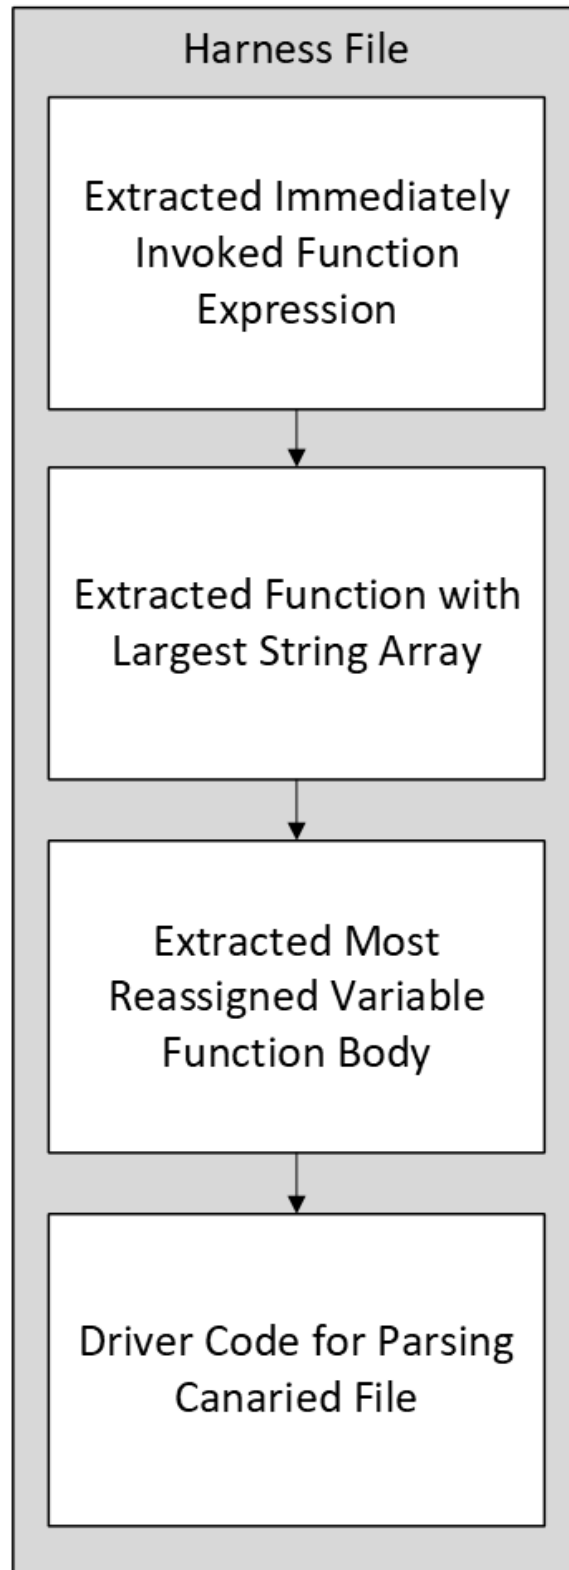 Harness File
Extracted Immediately
Invoked Function
Expression
Extracted Function with
Largest String Array
Extracted Most
Reassigned Variable
Function Body
Driver Code for Parsing
Canaried File